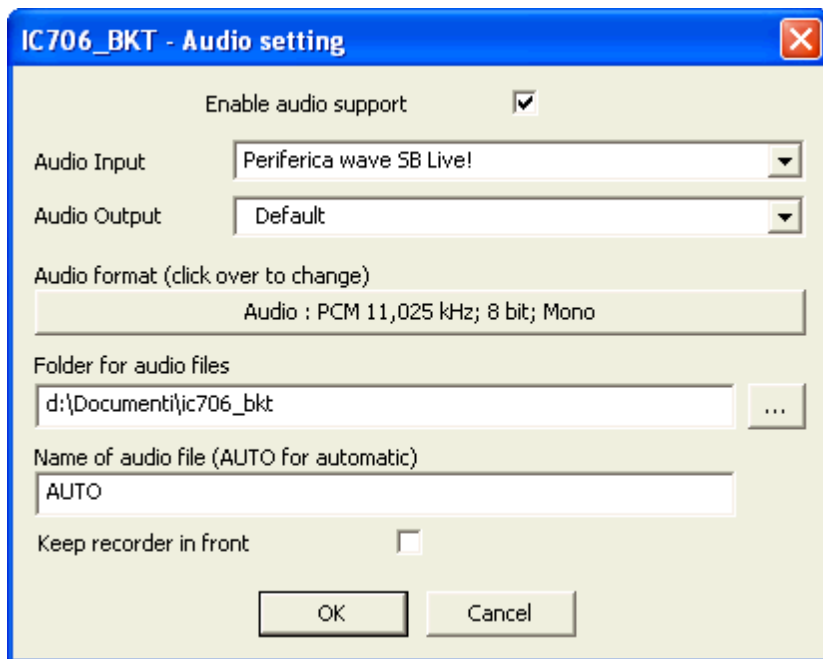 IC706_BKT - Audio setting
Enable audio support
Audio Input
Periferica wave SB Live!
Audio Output
Default
Audio format (click over to change)
Audio : PCM 11,025 kHz; 8 bit; Mono
Folder for audio files
d:\Documenti\ic706_bkt
...
Name of audio file (AUTO for automatic)
AUTO
Keep recorder in front
OK
Cancel